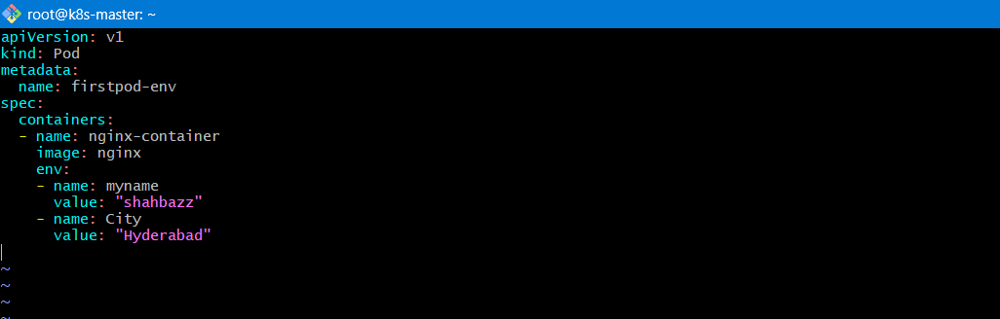 root@k8s-master: ~
apiVersion: v1
kind: Pod
metadata:
  name: firstpod-env
spec:
  containers:
  - name: nginx-container
    image: nginx
    env:
    - name: myname
      value: "shahbazz"
    - name: City
      value: "Hyderabad"
~
~
~
~